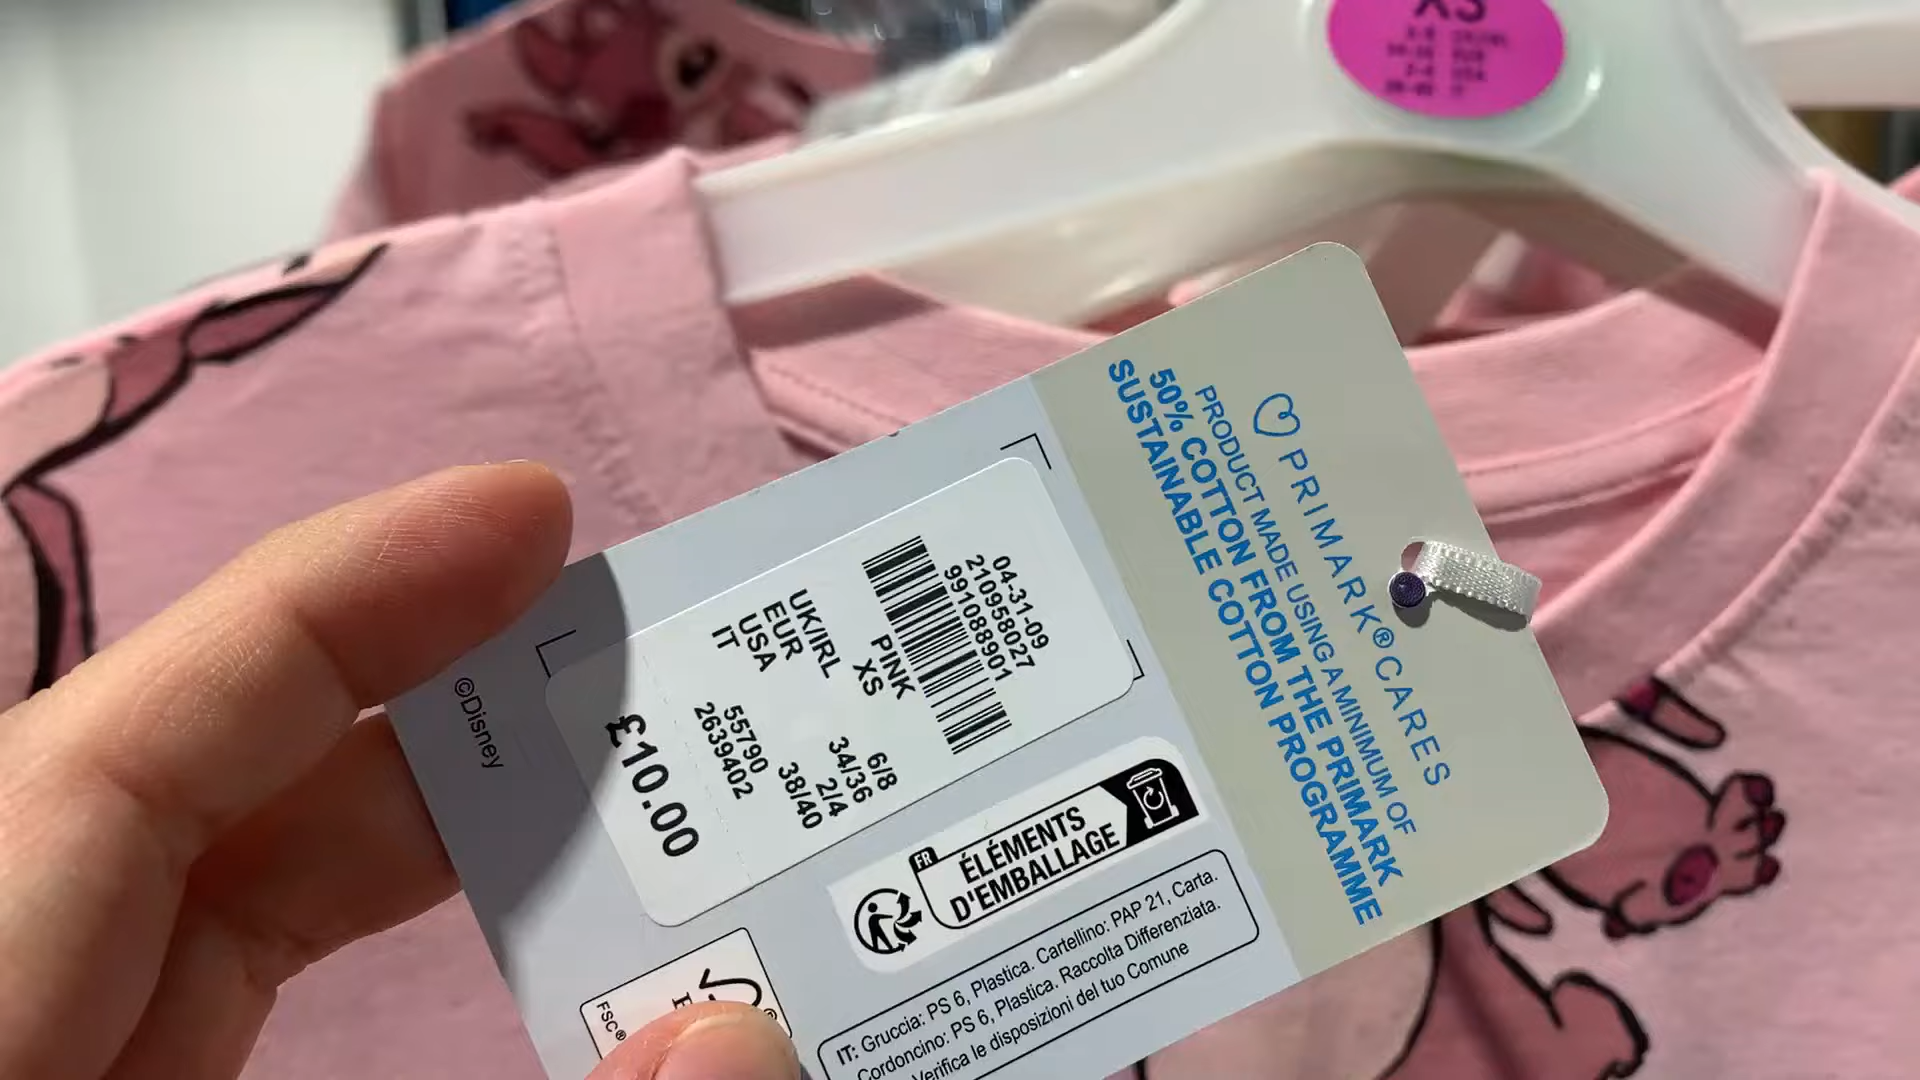 XS
PRIMARK® CARES
PRODUCT MADE USING A MINIMUM OF
50% COTTON FROM THE PRIMARK
SUSTAINABLE COTTON PROGRAMME
04-31-09
210958027
9910888901
PINK
XS
UK/IRL 6/8
EUR 34/36
USA 2/4
IT 38/40
55790
2639402
£10.00
©Disney
FR
ÉLÉMENTS
D'EMBALLAGE
IT: Gruccia: PS 6, Plastica. Cartellino: PAP 21, Carta.
Cordoncino: PS 6, Plastica. Raccolta Differenziata.
Verifica le disposizioni del tuo Comune
FSC®